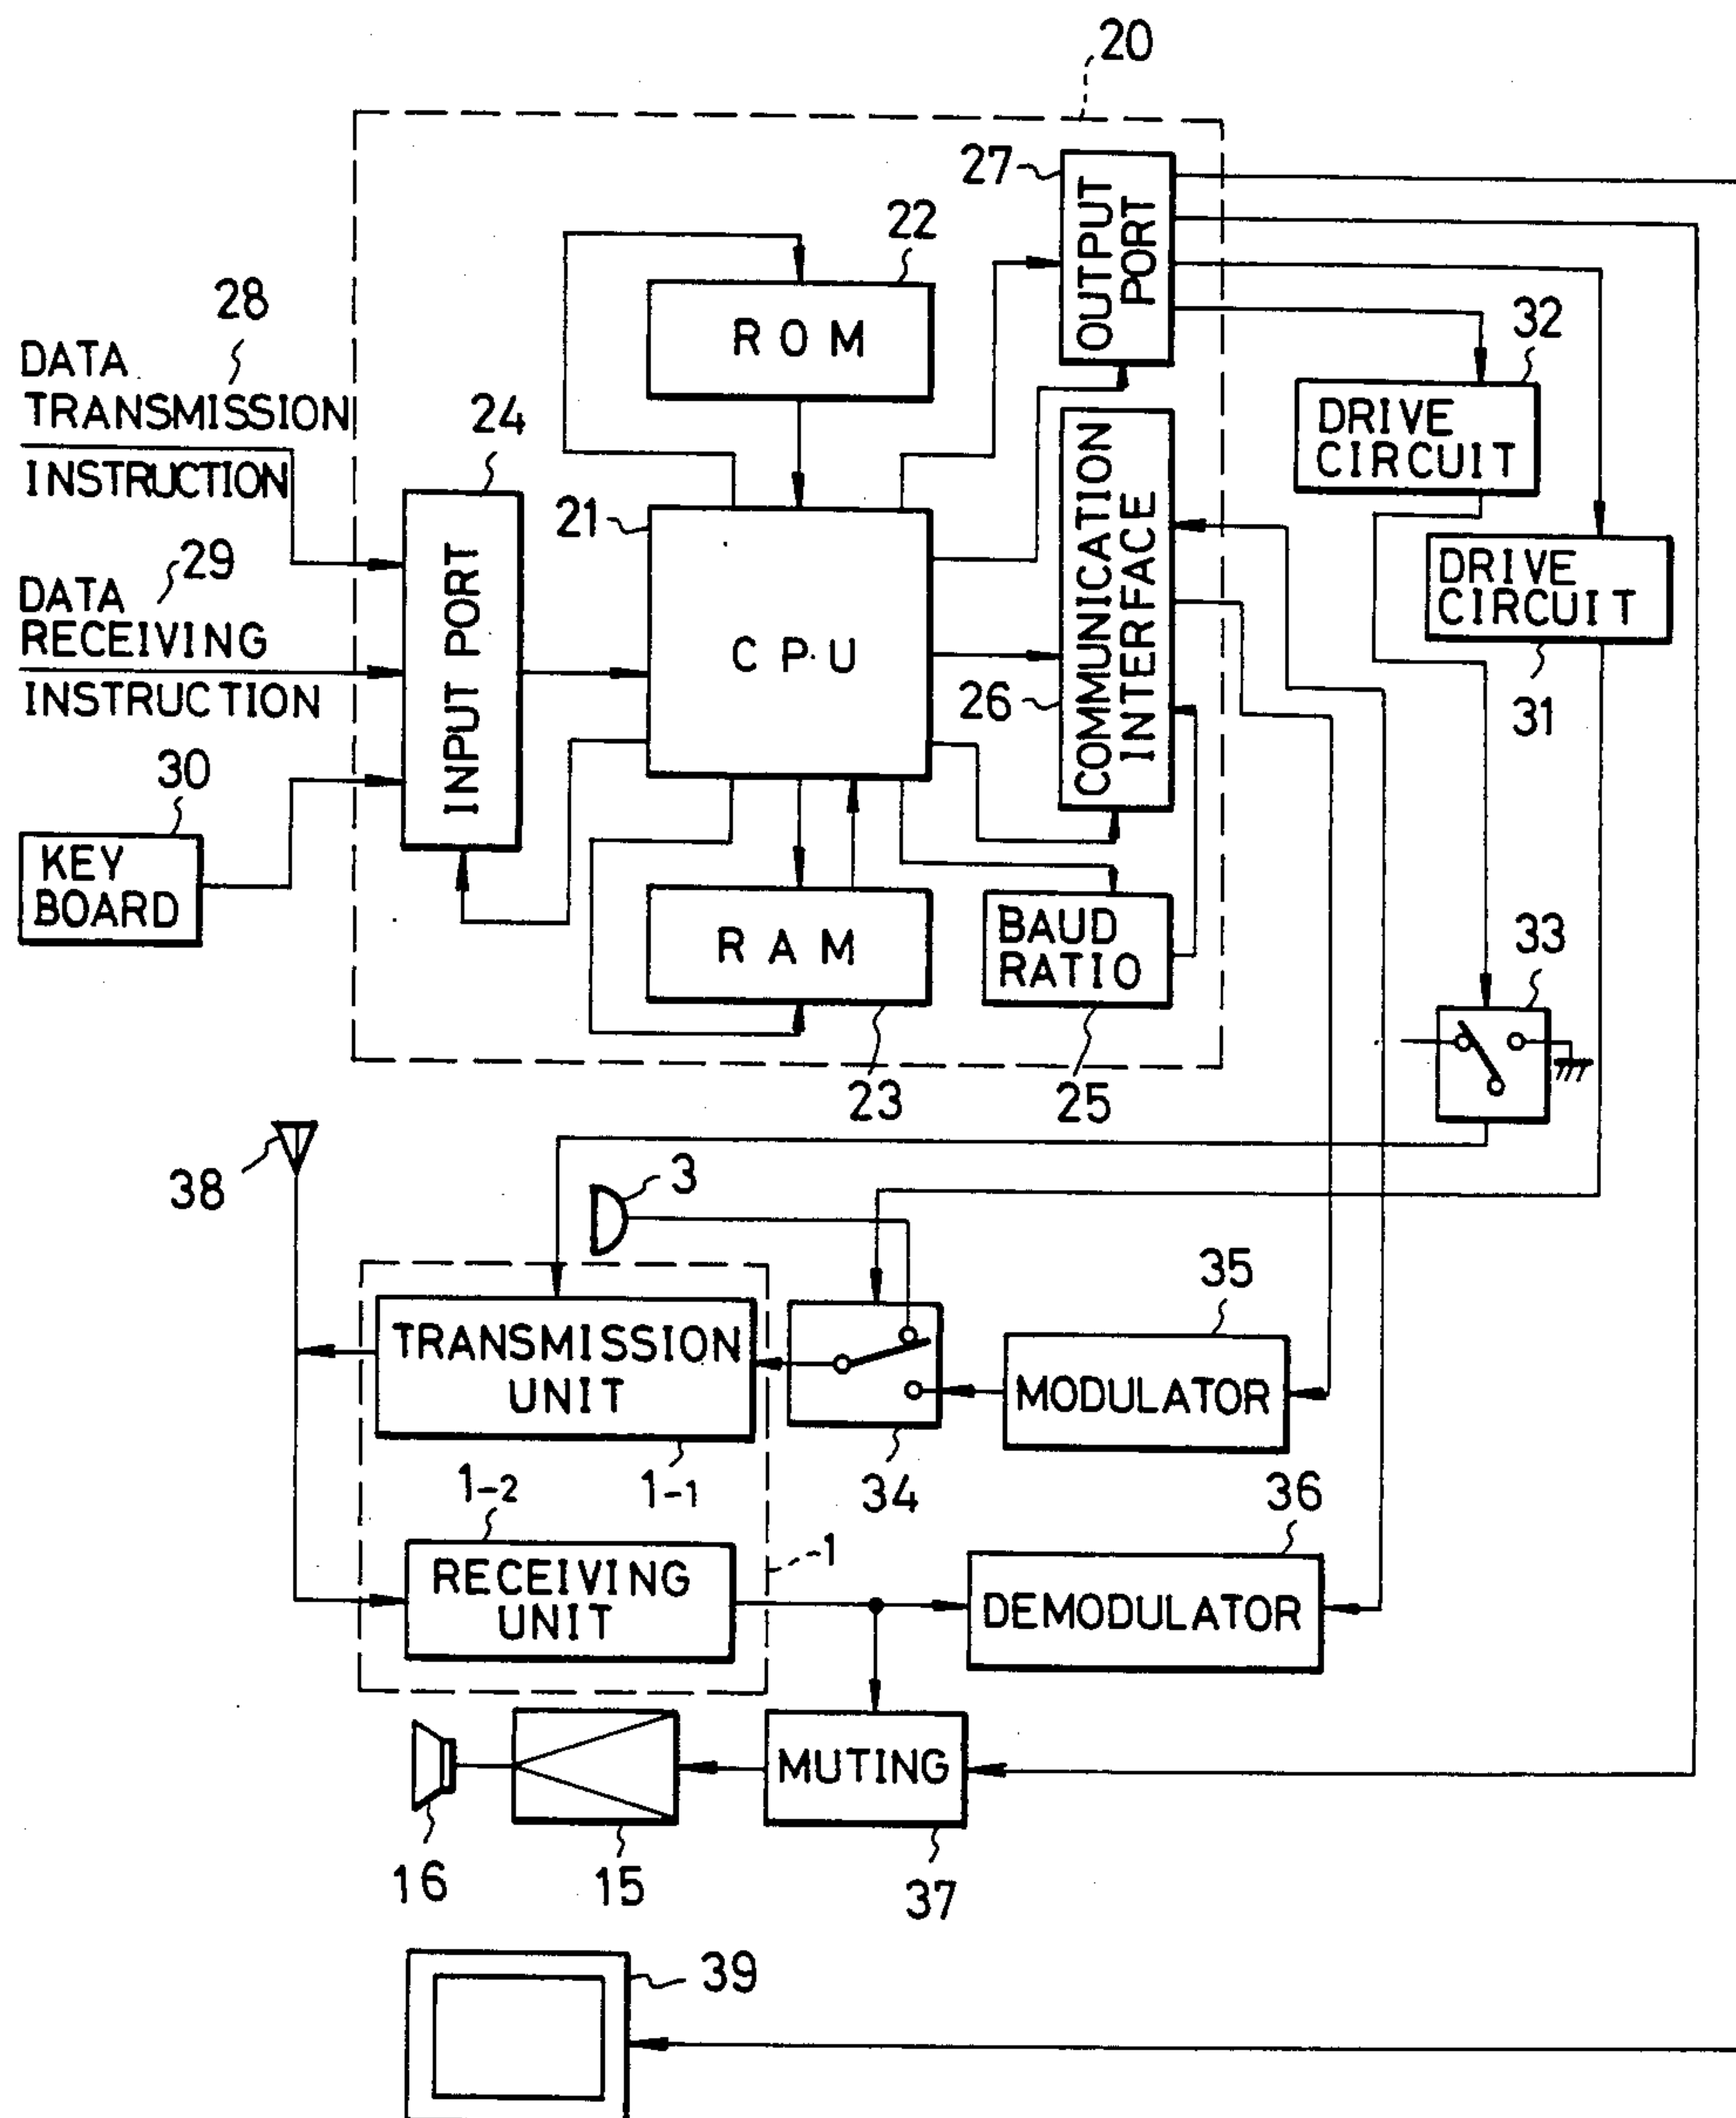 20
27
OUTPUT
PORT
22
ROM
28
DATA
TRANSMISSION
INSTRUCTION
24
32
DRIVE
CIRCUIT
21
CPU
COMMUNICATION
INTERFACE
26
INPUT PORT
29
DATA
RECEIVING
INSTRUCTION
DRIVE
CIRCUIT
31
30
KEY
BOARD
RAM
BAUD
RATIO
33
23
25
38
3
35
TRANSMISSION
UNIT
MODULATOR
1-2
1-1
34
36
1
RECEIVING
UNIT
DEMODULATOR
MUTING
16
15
37
39